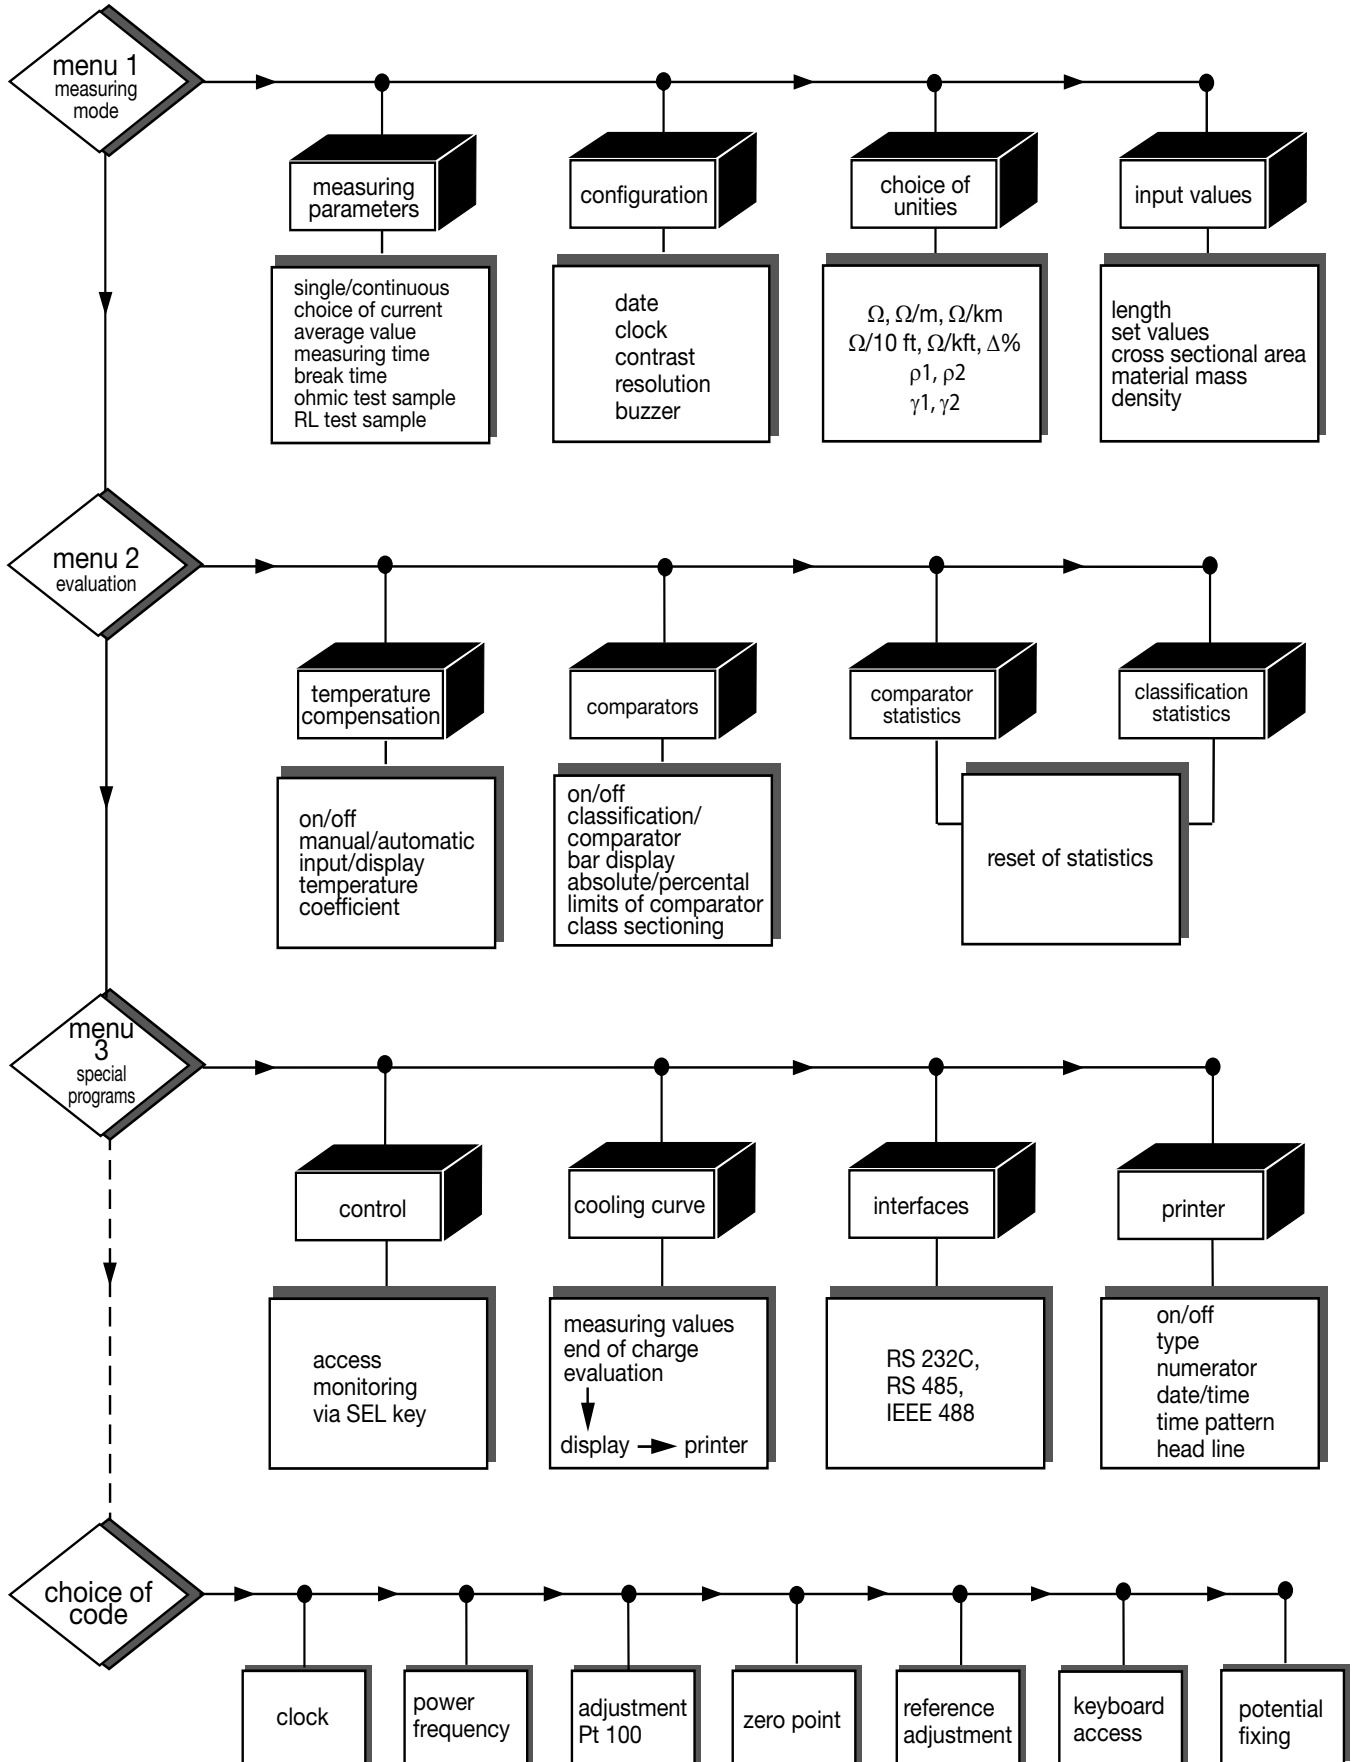 menu 1
measuring
mode
measuring
parameters
configuration
choice of
unities
input values
single/continuous
choice of current
average value
measuring time
break time
ohmic test sample
RL test sample
date
clock
contrast
resolution
buzzer
Ω, Ω/m, Ω/km
Ω/10 ft, Ω/kft, Δ%
ρ1, ρ2
γ1, γ2
length
set values
cross sectional area
material mass
density
menu 2
evaluation
temperature
compensation
comparators
comparator
statistics
classification
statistics
on/off
manual/automatic
input/display
temperature
coefficient
on/off
classification/
comparator
bar display
absolute/percental
limits of comparator
class sectioning
reset of statistics
menu
3
special
programs
control
cooling curve
interfaces
printer
access
monitoring
via SEL key
measuring values
end of charge
evaluation
display
printer
RS 232C,
RS 485,
IEEE 488
on/off
type
numerator
date/time
time pattern
head line
choice of
code
clock
power
frequency
adjustment
Pt 100
zero point
reference
adjustment
keyboard
access
potential
fixing